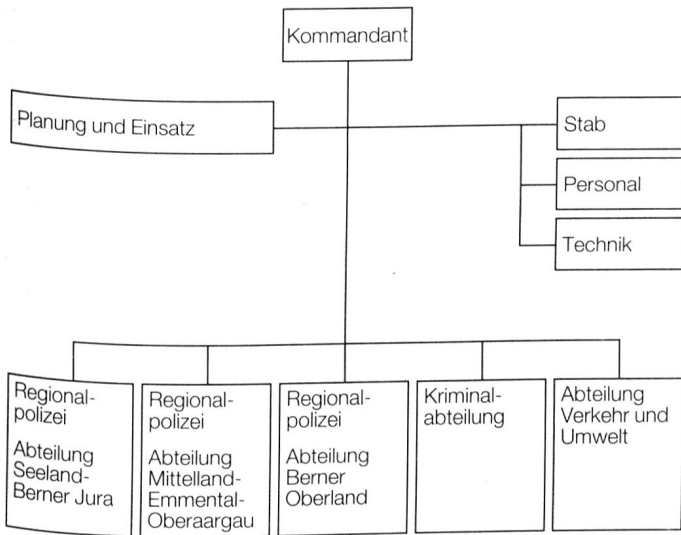 Kommandant
Planung und Einsatz
Stab
Personal
Technik
Regional-
polizei
Abteilung
Seeland-
Berner Jura
Regional-
polizei
Abteilung
Mittelland-
Emmental-
Oberaargau
Regional-
polizei
Abteilung
Berner
Oberland
Kriminal-
abteilung
Abteilung
Verkehr und
Umwelt